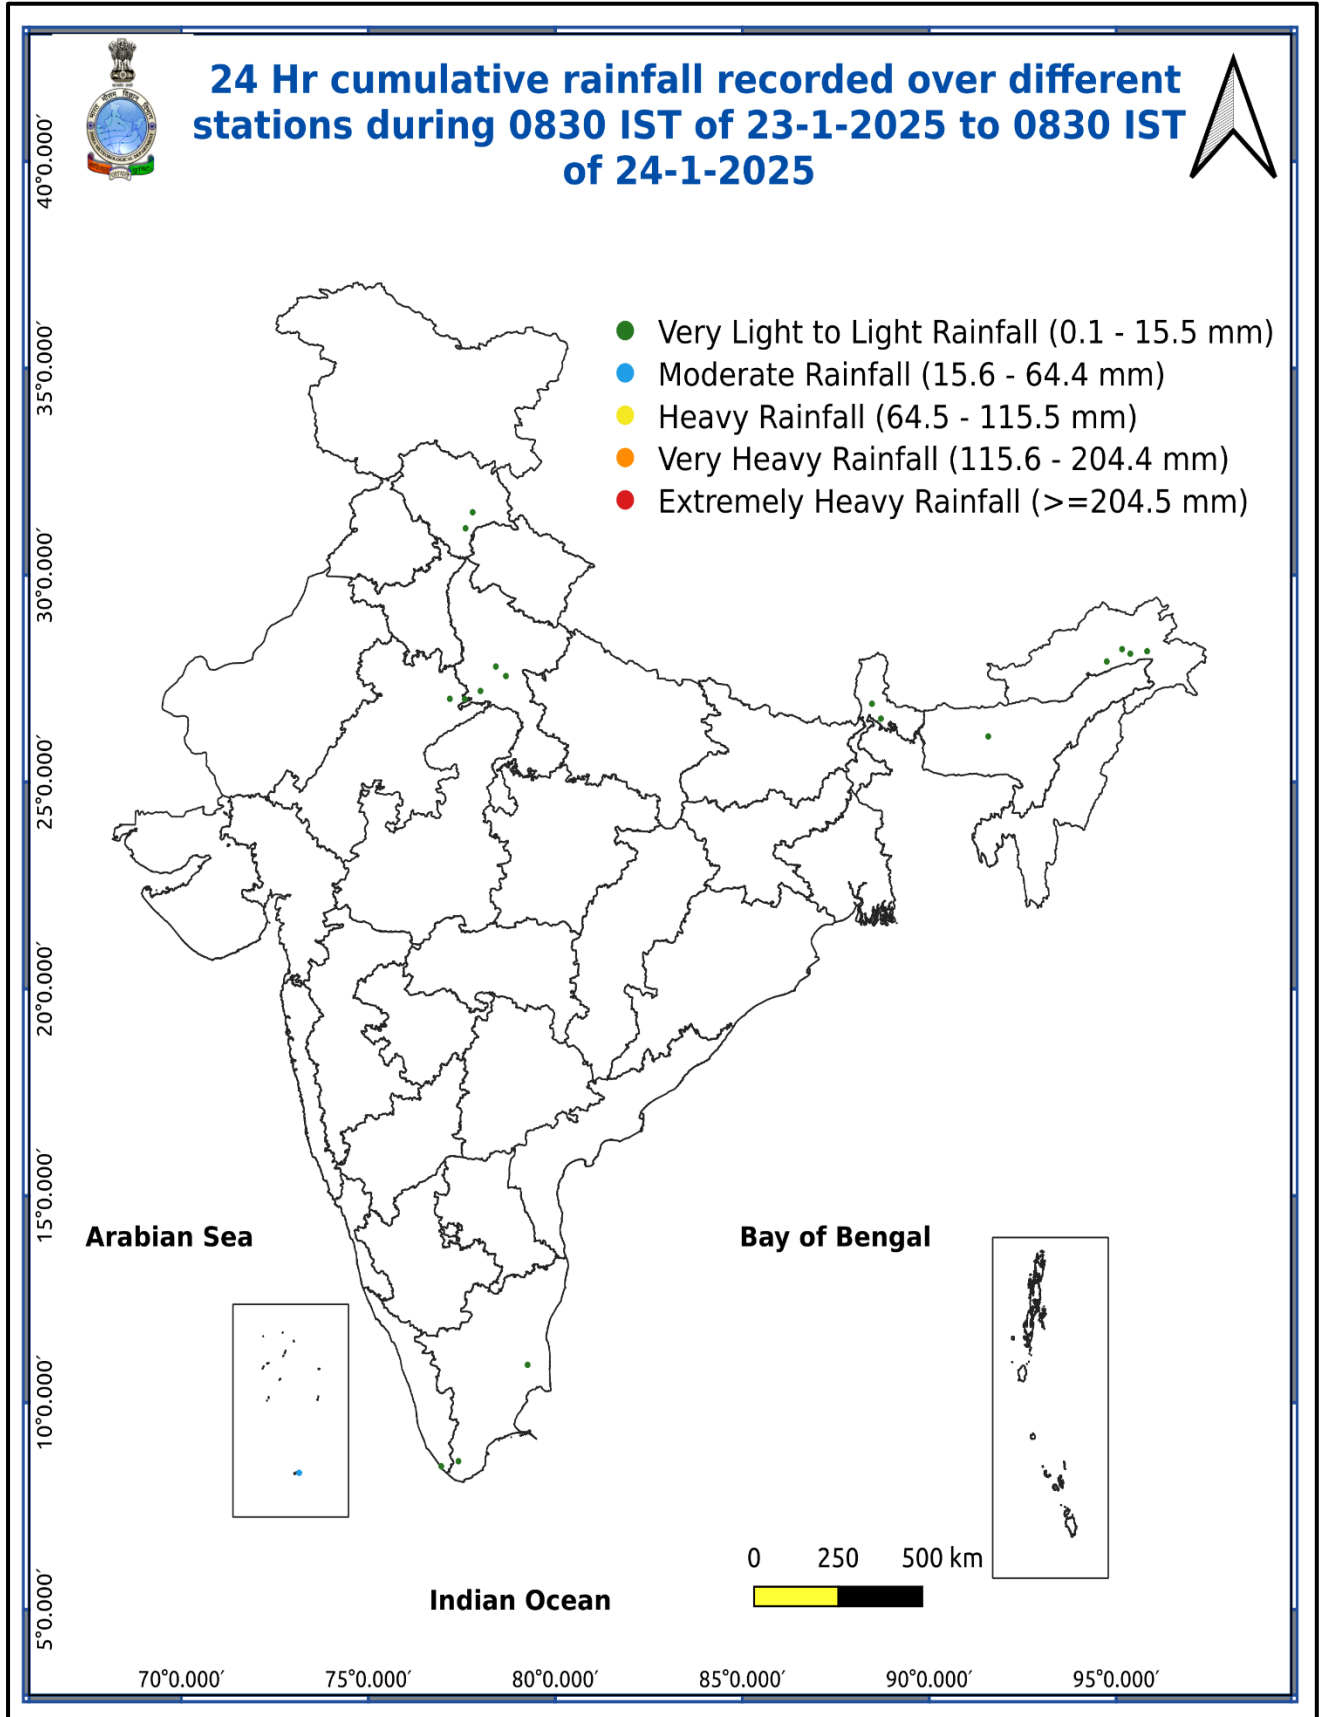 24 Hr cumulative rainfall recorded over different
stations during 0830 IST of 23-1-2025 to 0830 IST
of 24-1-2025
Very Light to Light Rainfall (0.1 - 15.5 mm)
Moderate Rainfall (15.6 - 64.4 mm)
Heavy Rainfall (64.5 - 115.5 mm)
Very Heavy Rainfall (115.6 - 204.4 mm)
Extremely Heavy Rainfall (>=204.5 mm)
40°0.000′
35°0.000′
30°0.000′
25°0.000′
20°0.000′
15°0.000′
10°0.000′
5°0.000′
Arabian Sea
Bay of Bengal
Indian Ocean
0 250 500 km
70°0.000′ 75°0.000′ 80°0.000′ 85°0.000′ 90°0.000′ 95°0.000′